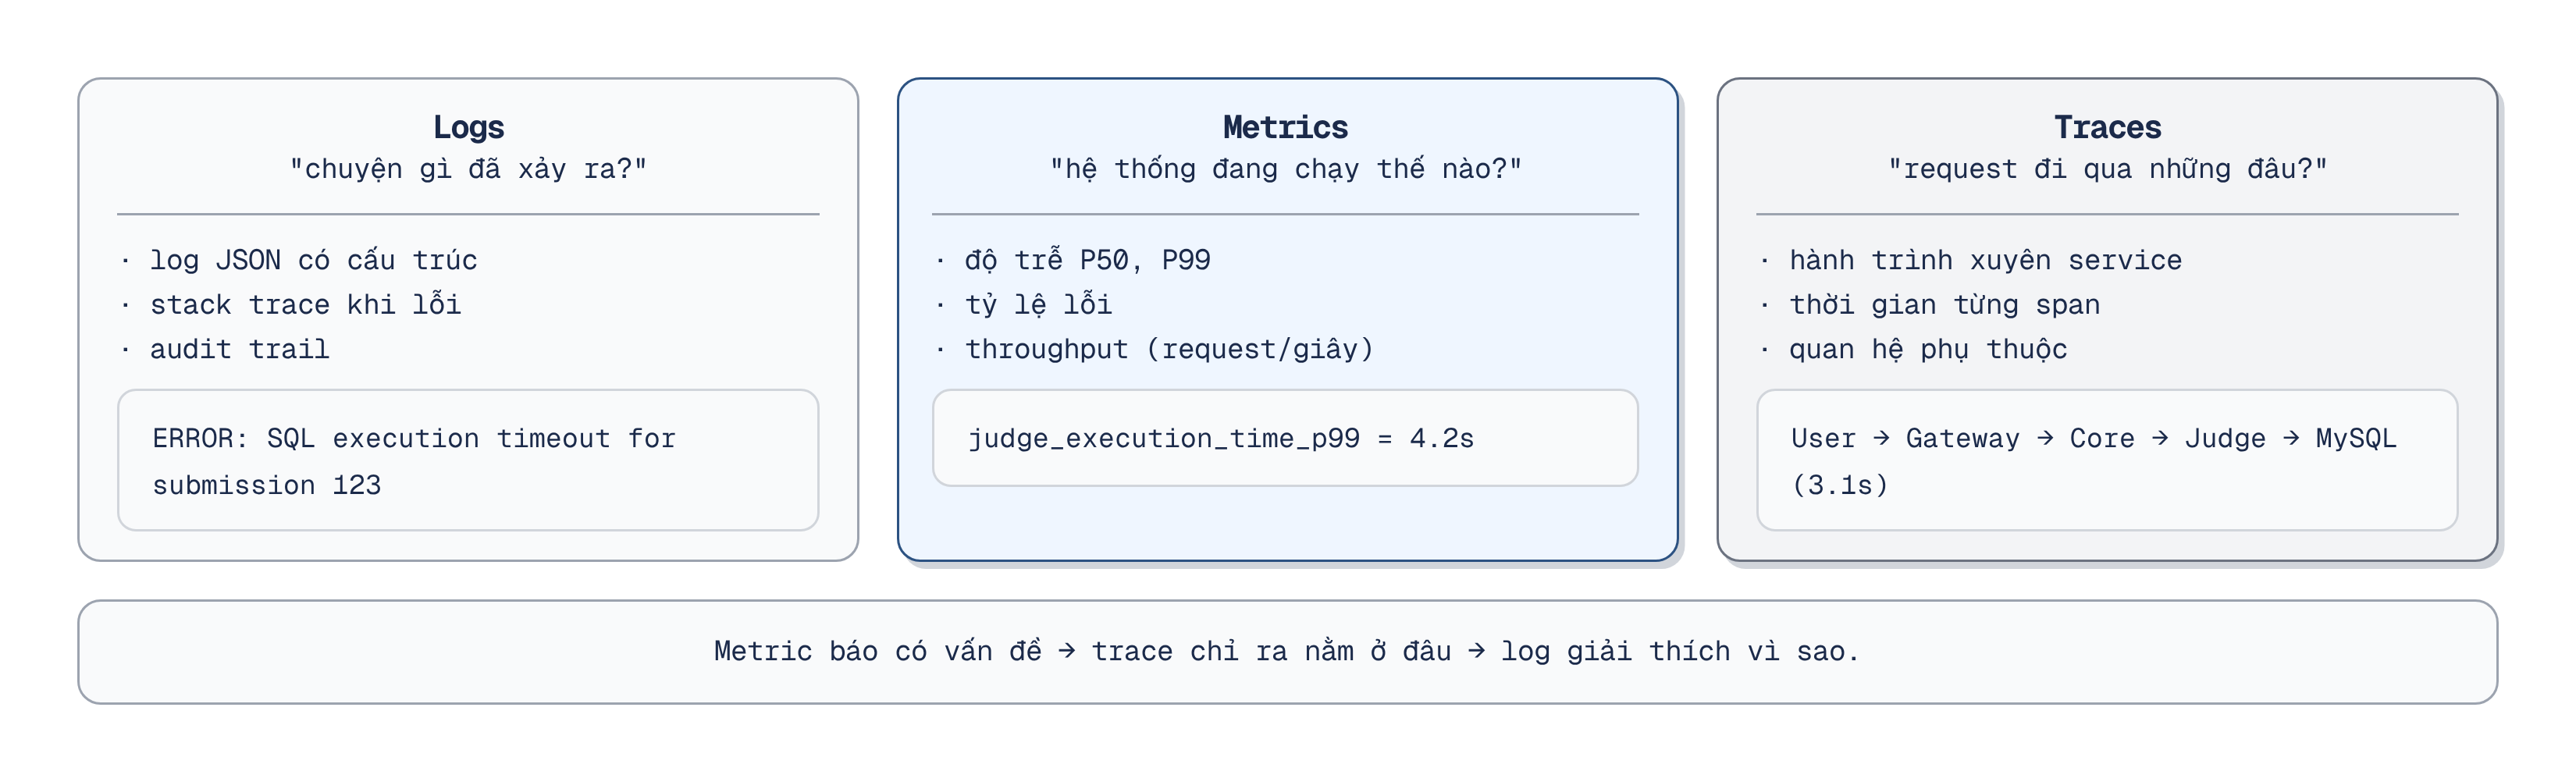 Logs
"chuyện gì đã xảy ra?"
· log JSON có cấu trúc
· stack trace khi lỗi
· audit trail
ERROR: SQL execution timeout for
submission 123
Metrics
"hệ thống đang chạy thế nào?"
· độ trễ P50, P99
· tỷ lệ lỗi
· throughput (request/giây)
judge_execution_time_p99 = 4.2s
Traces
"request đi qua những đâu?"
· hành trình xuyên service
· thời gian từng span
· quan hệ phụ thuộc
User → Gateway → Core → Judge → MySQL
(3.1s)
Metric báo có vấn đề → trace chỉ ra nằm ở đâu → log giải thích vì sao.